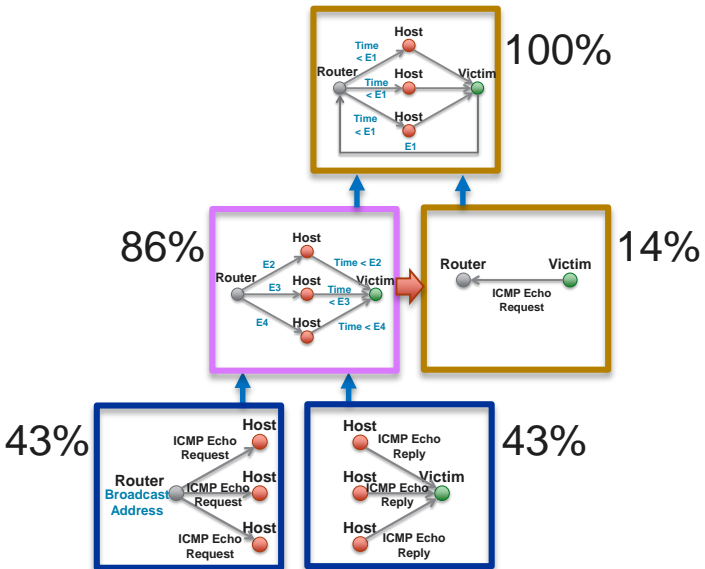 100%
Time
< E1
Host
Router
Time
< E1
Host
Victim
Time
< E1
Host
E1
86%
Host
E2
Time < E2
Router
E3
Host
Time
< E3
Victim
E4
Host
Time < E4
14%
Router
Victim
ICMP Echo
Request
43%
Host
ICMP Echo
Request
Router
Broadcast
Address
Host
ICMP Echo
Request
Host
ICMP Echo
Request
43%
Host
ICMP Echo
Reply
Host
Victim
ICMP Echo
Reply
Host
ICMP Echo
Reply